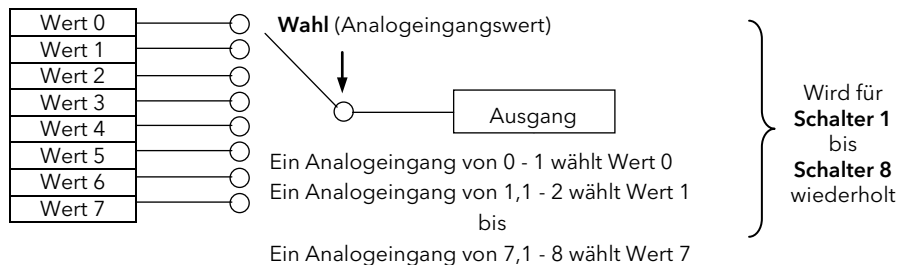 Wert 0
Wert 1
Wert 2
Wert 3
Wert 4
Wert 5
Wert 6
Wert 7
Wahl (Analogeingangswert)
Ausgang
Ein Analogeingang von 0 - 1 wählt Wert 0
Ein Analogeingang von 1,1 - 2 wählt Wert 1
bis
Ein Analogeingang von 7,1 - 8 wählt Wert 7
Wird für
Schalter 1
bis
Schalter 8
wiederholt